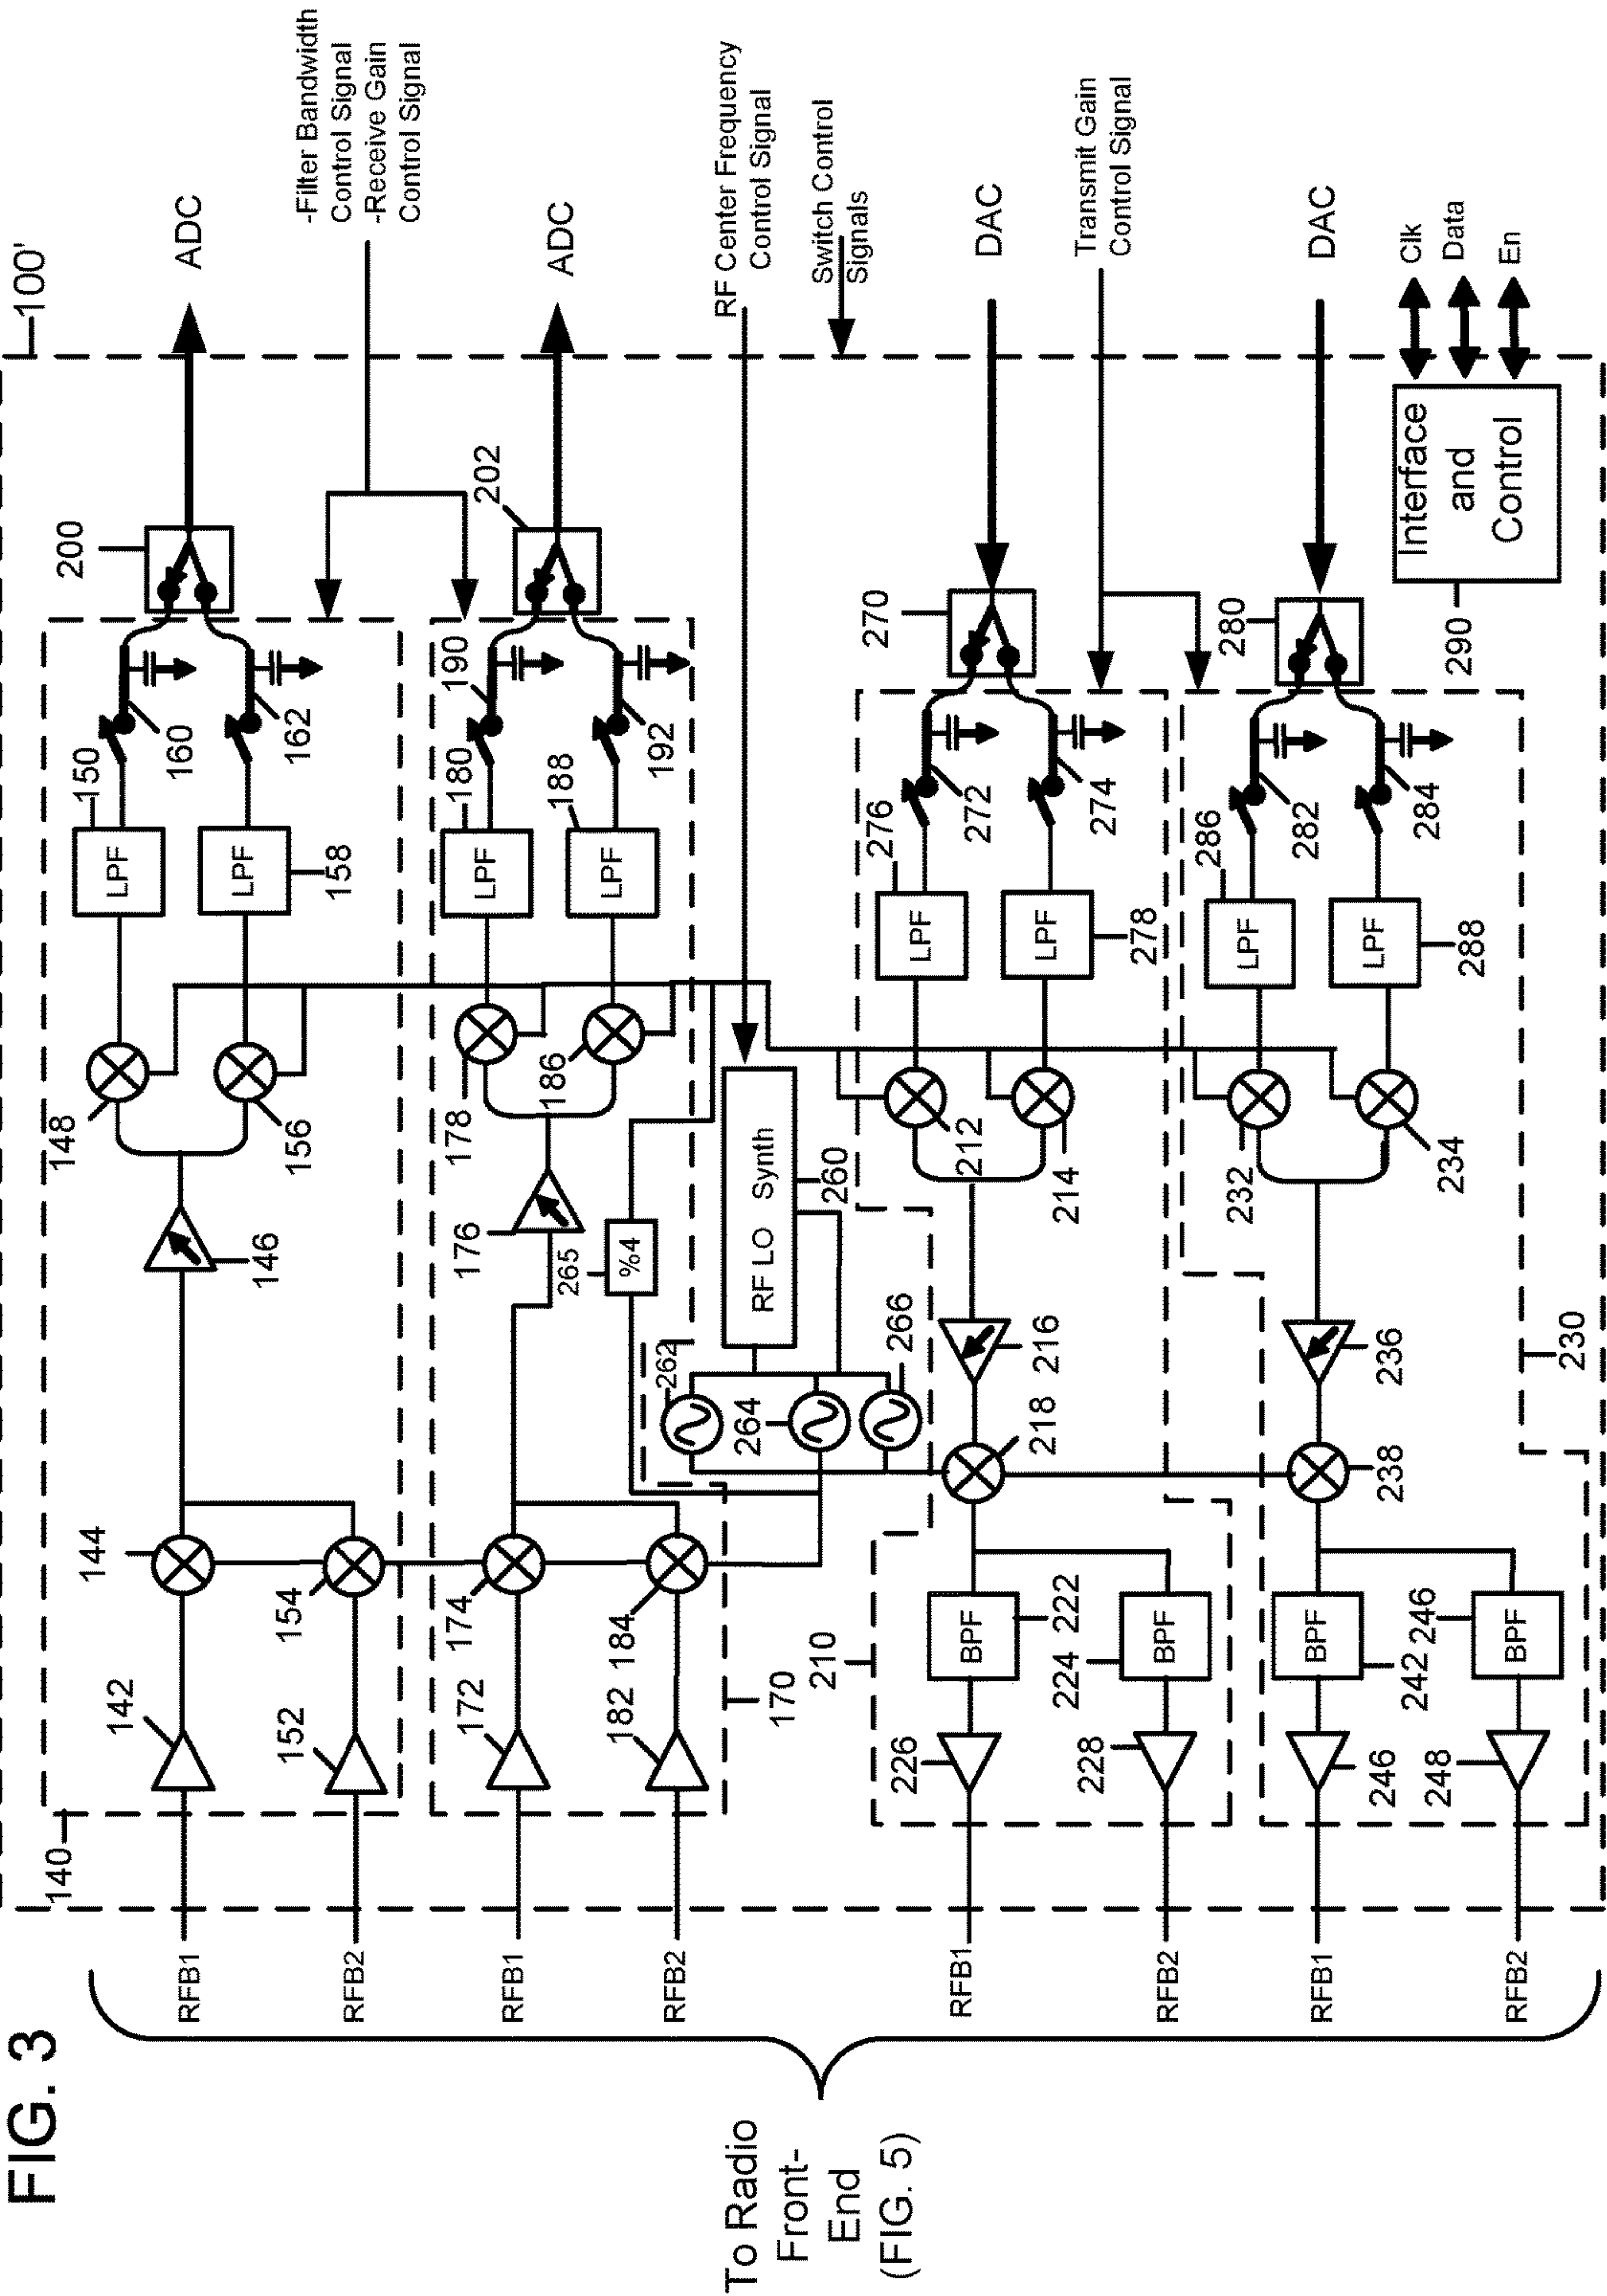 FIG. 3
100'
ADC
-Filter Bandwidth
Control Signal
-Receive Gain
Control Signal
ADC
RF Center Frequency
Control Signal
Switch Control
Signals
DAC
Transmit Gain
Control Signal
DAC
Clk
Data
En
Interface
and
Control
290
200
202
270
280
150
160
162
180
190
188
192
276
272
274
286
282
284
LPF
LPF
158
LPF
LPF
LPF
LPF
278
LPF
LPF
288
148
156
178
186
212
214
232
234
146
176
265
%4
RF LO Synth
260
262
264
266
216
218
236
238
230
144
154
174
184
170
210
BPF
222
BPF
224
BPF
242
BPF
246
142
152
172
182
226
228
246
248
140
RFB1
RFB2
RFB1
RFB2
RFB1
RFB2
RFB1
RFB2
To Radio
Front-
End
(FIG. 5)